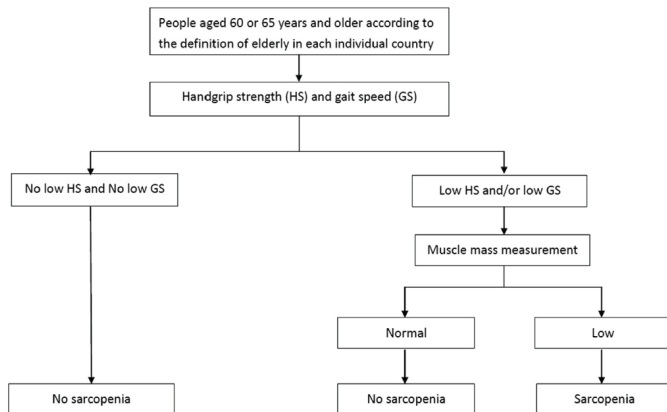 People aged 60 or 65 years and older according to
the definition of elderly in each individual country
Handgrip strength (HS) and gait speed (GS)
No low HS and No low GS
Low HS and/or low GS
Muscle mass measurement
Normal
Low
No sarcopenia
No sarcopenia
Sarcopenia